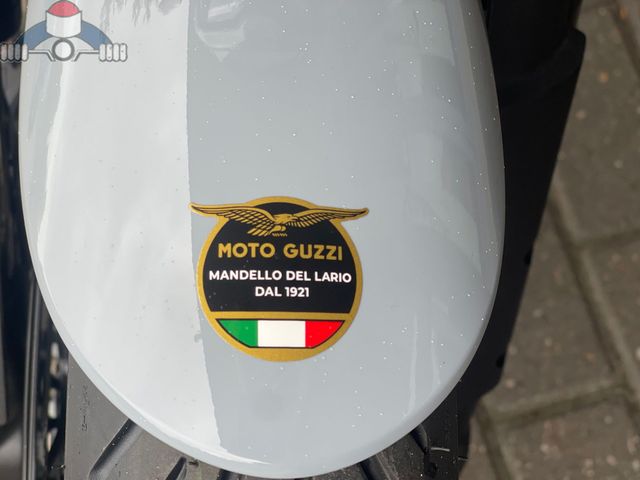 MOTO GUZZI
MANDELLO DEL LARIO
DAL 1921